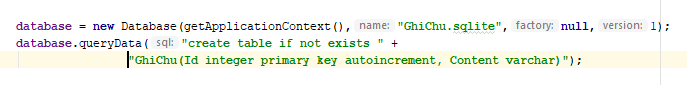 database = new Database(getApplicationContext(), name: "GhiChu.sqlite", factory: null, version: 1);
database.queryData( sql: "create table if not exists " +
"GhiChu(Id integer primary key autoincrement, Content varchar)");